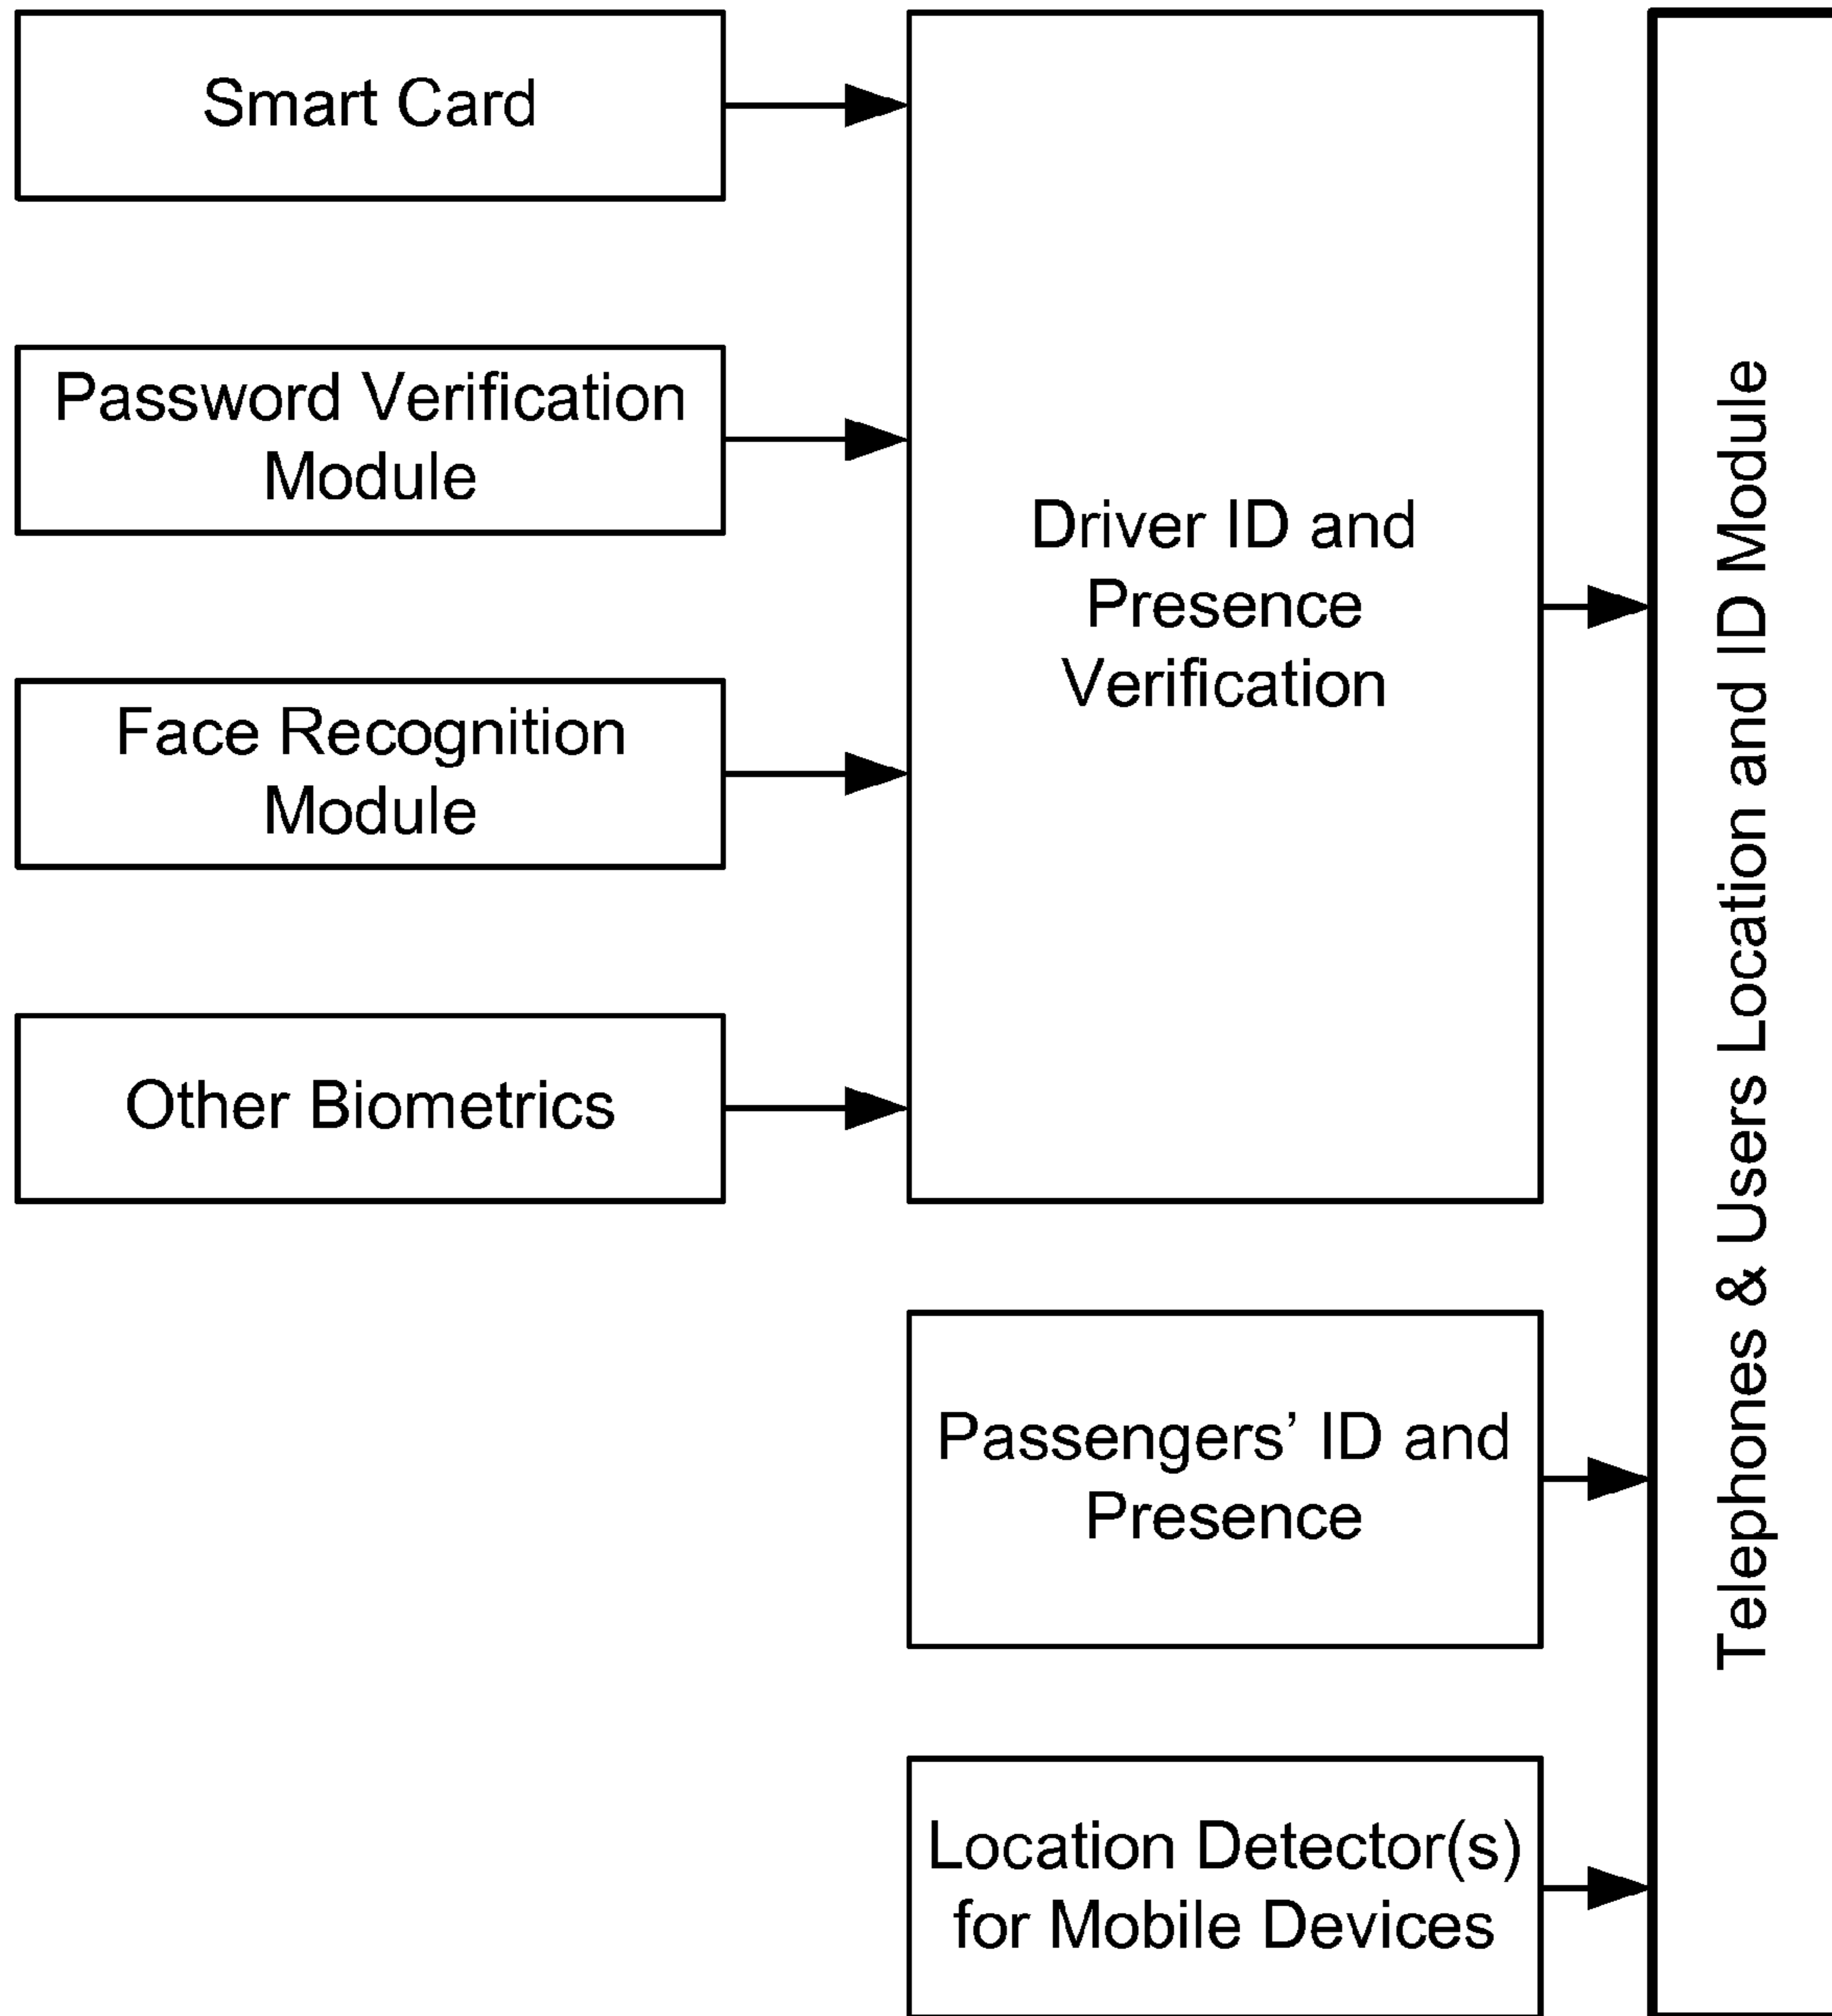 Smart Card
Password Verification
Module
Face Recognition
Module
Other Biometrics
Driver ID and
Presence
Verification
Passengers’ ID and
Presence
Location Detector(s)
for Mobile Devices
Telephones & Users Location and ID Module